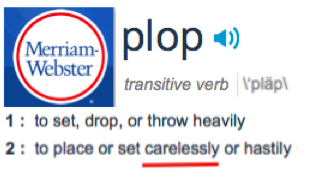 Merriam-
Webster
plop
transitive verb \'pläp\
1 : to set, drop, or throw heavily
2 : to place or set carelessly or hastily